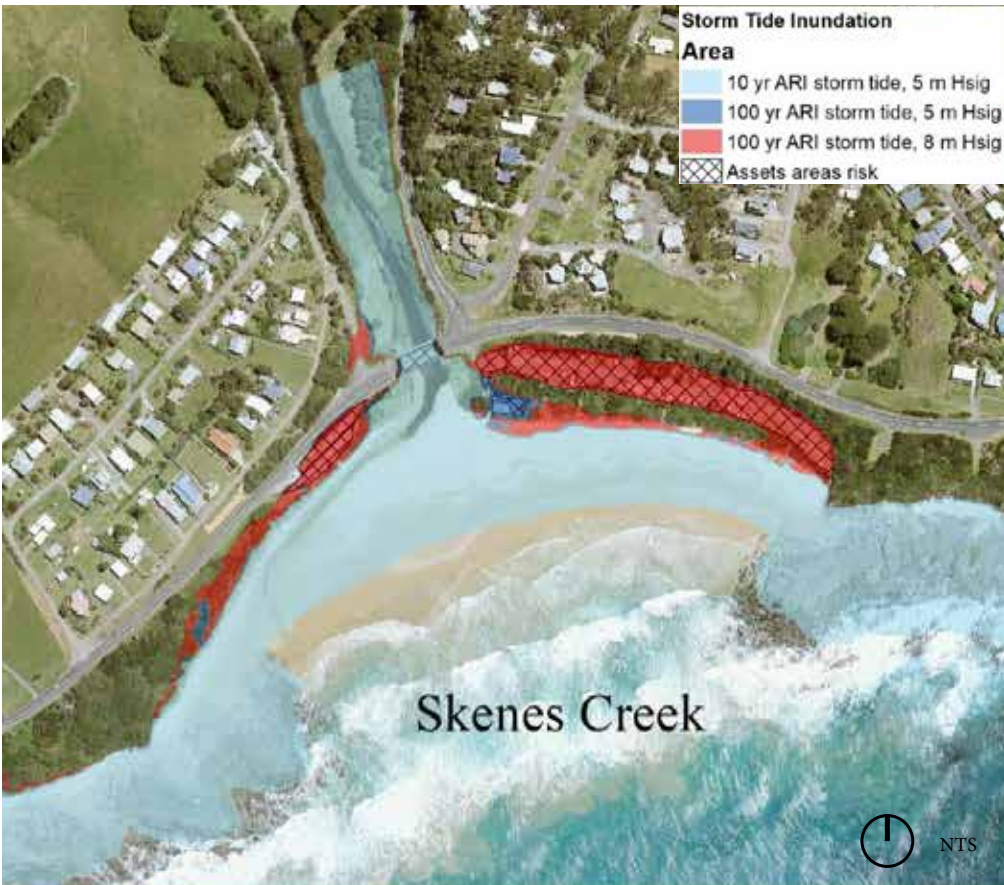 Storm Tide Inundation
Area
10 yr ARI storm tide, 5 m Hsig
100 yr ARI storm tide, 5 m Hsig
100 yr ARI storm tide, 8 m Hsig
Assets areas risk
Skenes Creek
NTS